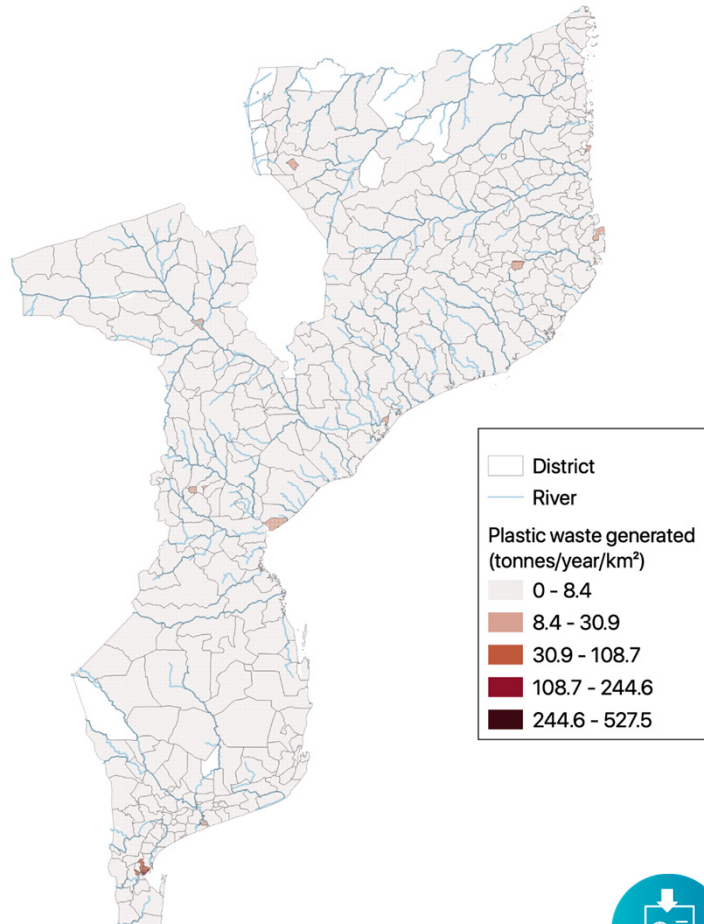 District
River
Plastic waste generated
(tonnes/year/km²)
0 - 8.4
8.4 - 30.9
30.9 - 108.7
108.7 - 244.6
244.6 - 527.5